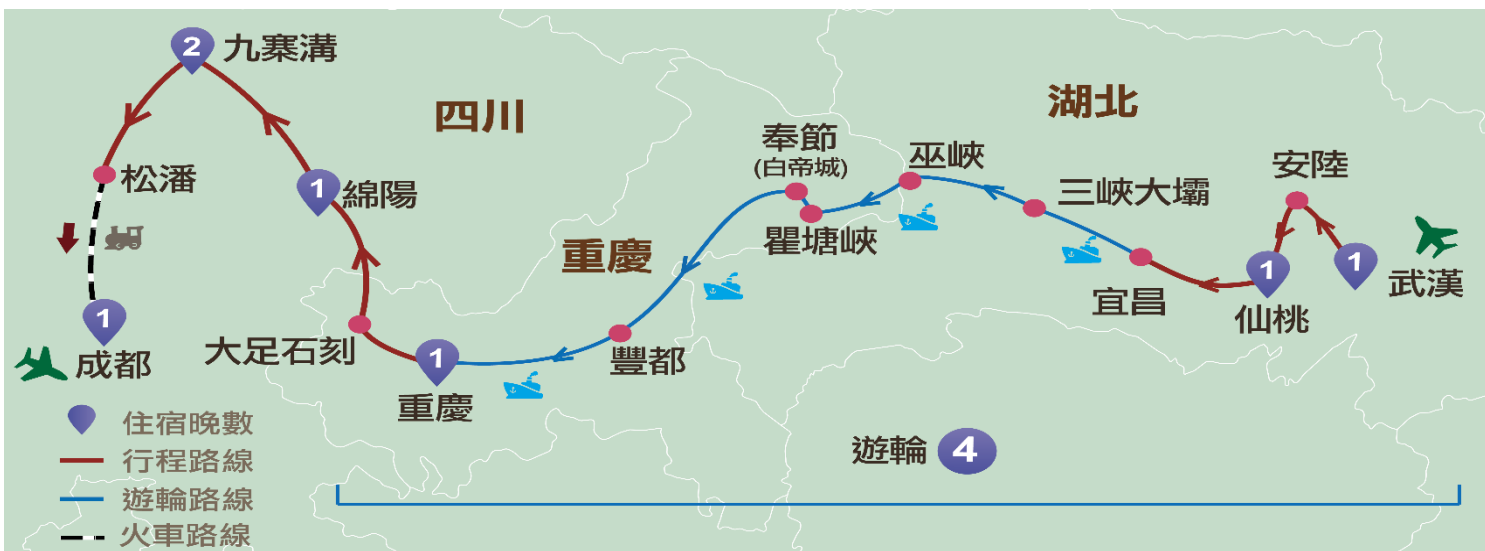 2
九寨溝
四川
湖北
奉節
(白帝城)
巫峽
安陸
松潘
1
綿陽
三峽大壩
瞿塘峽
重慶
1
成都
大足石刻
1
重慶
豐都
宜昌
1
仙桃
1
武漢
遊輪 4
住宿晚數
行程路線
遊輪路線
火車路線